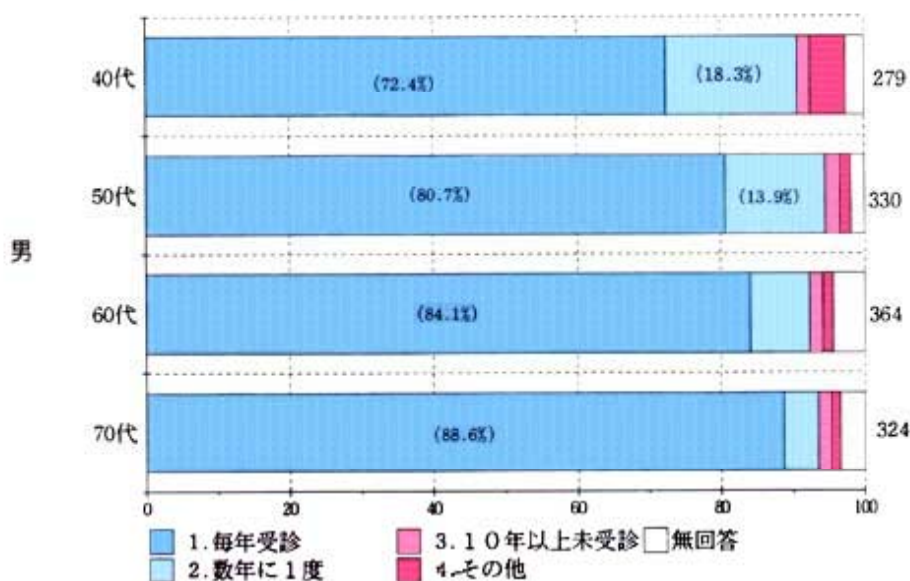 40代 (72.4%) (18.3%) 279
50代 (80.7%) (13.9%) 330
男
60代 (84.1%) 364
70代 (88.6%) 324
0 20 40 60 80 100
1.毎年受診 3.10年以上未受診 無回答
2.数年に1度 4.その他